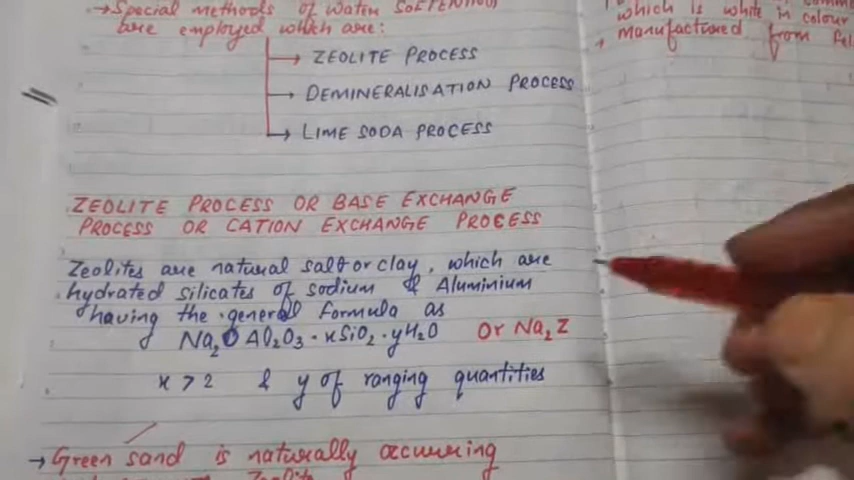 → Special methods of water SOFTENING
are employed which are:
→ ZEOLITE PROCESS
→ DEMINERALISATION PROCESS
→ LIME SODA PROCESS
ZEOLITE PROCESS OR BASE EXCHANGE
PROCESS OR CATION EXCHANGE PROCESS
Zeolites are natural salt or clay, which are
hydrated silicates of sodium & Aluminium
having the general formula as
Na₂O Al₂O₃ · xSiO₂ · yH₂O Or Na₂Z
x > 2 & y of ranging quantities
→ Green sand is naturally occurring
Zeolite
which is white in colour
→ manufactured from